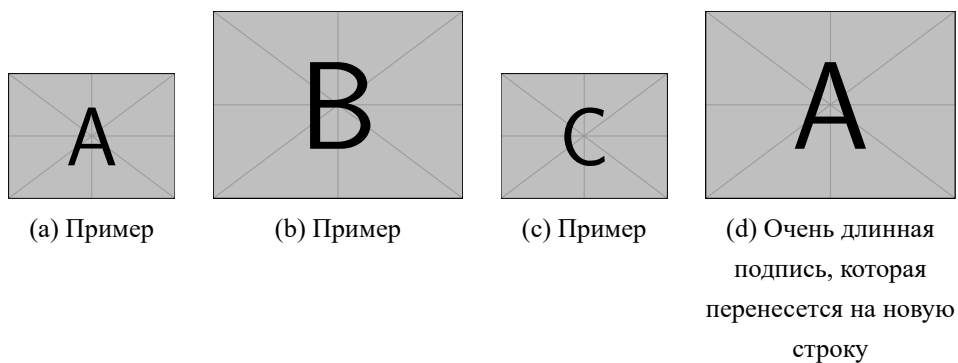 A
B
C
A
(a) Пример
(b) Пример
(c) Пример
(d) Очень длинная
подпись, которая
перенесется на новую
строку